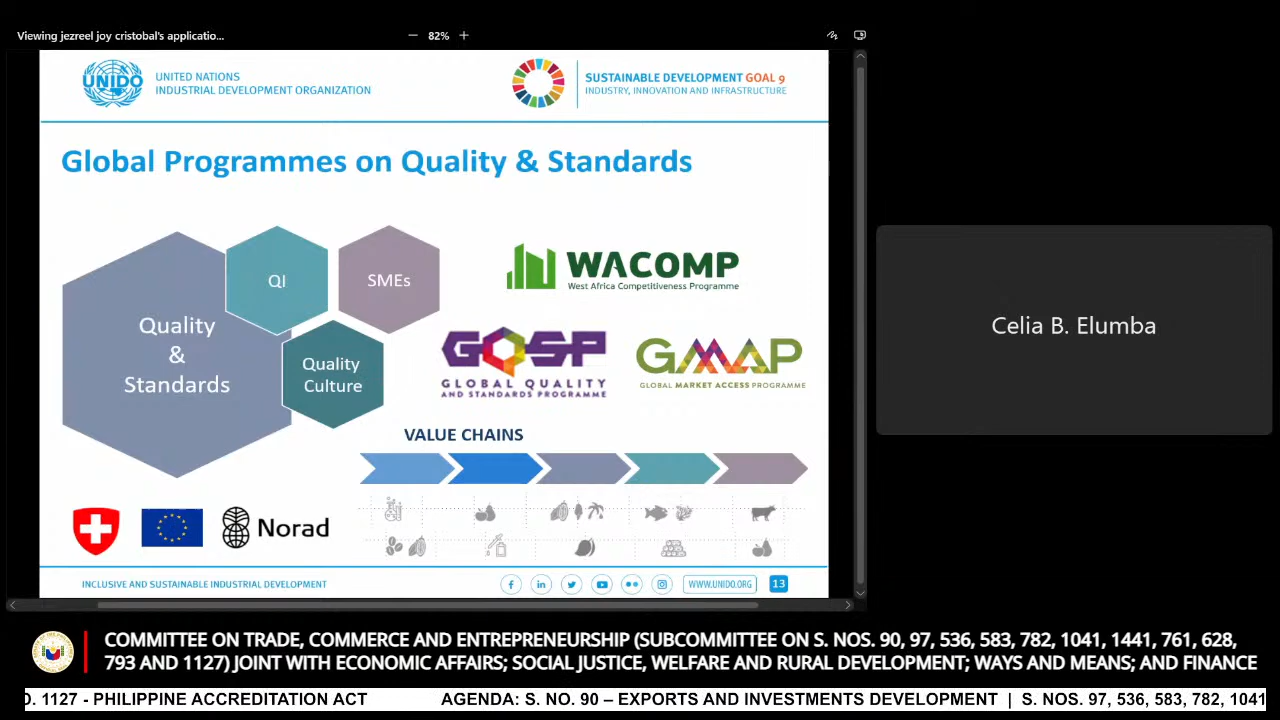 Viewing jezreel joy cristobal's applicatio...
82%
UNIDO
UNITED NATIONS
INDUSTRIAL DEVELOPMENT ORGANIZATION
SUSTAINABLE DEVELOPMENT GOAL 9
INDUSTRY, INNOVATION AND INFRASTRUCTURE
Global Programmes on Quality & Standards
Quality
&
Standards
QI
SMEs
Quality
Culture
WACOMP
West Africa Competitiveness Programme
GQSP
GLOBAL QUALITY
AND STANDARDS PROGRAMME
GMAP
GLOBAL MARKET ACCESS PROGRAMME
VALUE CHAINS
Norad
INCLUSIVE AND SUSTAINABLE INDUSTRIAL DEVELOPMENT
WWW.UNIDO.ORG
13
Celia B. Elumba
COMMITTEE ON TRADE, COMMERCE AND ENTREPRENEURSHIP (SUBCOMMITTEE ON S. NOS. 90, 97, 536, 583, 782, 1041, 1441, 761, 628,
793 AND 1127) JOINT WITH ECONOMIC AFFAIRS; SOCIAL JUSTICE, WELFARE AND RURAL DEVELOPMENT; WAYS AND MEANS; AND FINANCE
O. 1127 - PHILIPPINE ACCREDITATION ACT AGENDA: S. NO. 90 – EXPORTS AND INVESTMENTS DEVELOPMENT | S. NOS. 97, 536, 583, 782, 1041